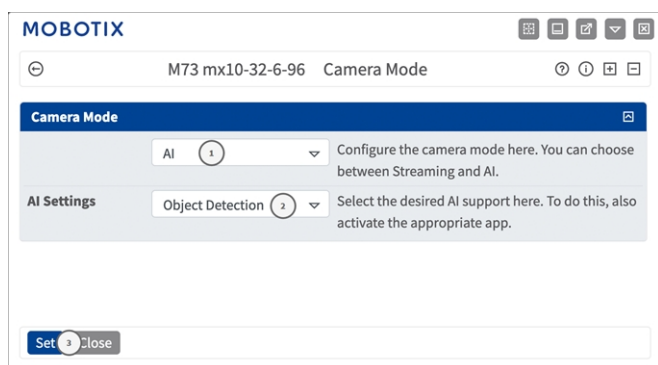 MOBOTIX
M73 mx10-32-6-96 Camera Mode
Camera Mode
AI 1 Configure the camera mode here. You can choose
between Streaming and AI.
AI Settings Object Detection 2 Select the desired AI support here. To do this, also
activate the appropriate app.
Set 3 Close